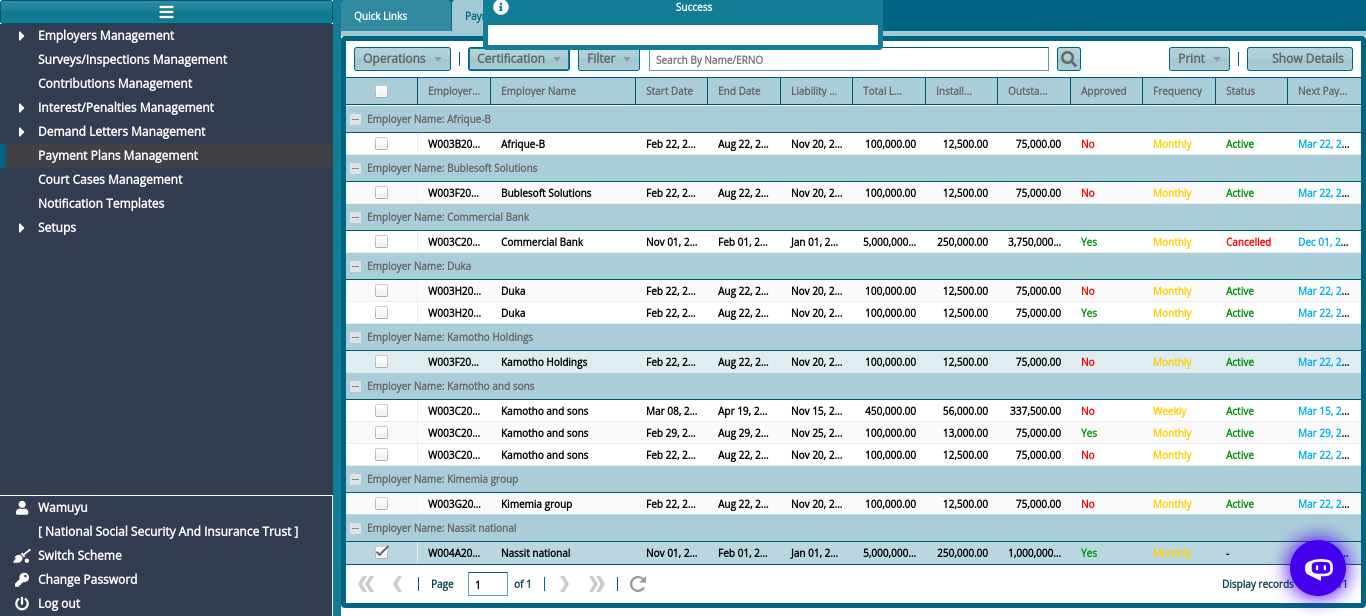 Success
Quick Links
Employers Management
Surveys/Inspections Management
Contributions Management
Interest/Penalties Management
Demand Letters Management
Payment Plans Management
Court Cases Management
Notification Templates
Setups
Wamuyu
[ National Social Security And Insurance Trust ]
Switch Scheme
Change Password
Log out
Operations Certification Filter Search By Name/ERNO Print Show Details
Employer... Employer Name Start Date End Date Liability ... Total L... Install... Outsta... Approved Frequency Status Next Pay...
Employer Name: Afrique-B
W003B20... Afrique-B Feb 22, 2... Aug 22, 2... Nov 20, 2... 100,000.00 12,500.00 75,000.00 No Monthly Active Mar 22, 2...
Employer Name: Bublesoft Solutions
W003F20... Bublesoft Solutions Feb 22, 2... Aug 22, 2... Nov 20, 2... 100,000.00 12,500.00 75,000.00 No Monthly Active Mar 22, 2...
Employer Name: Commercial Bank
W003C20... Commercial Bank Nov 01, 2... Feb 01, 2... Jan 01, 2... 5,000,000... 250,000.00 3,750,000... Yes Monthly Cancelled Dec 01, 2...
Employer Name: Duka
W003H20... Duka Feb 22, 2... Aug 22, 2... Nov 20, 2... 100,000.00 12,500.00 75,000.00 No Monthly Active Mar 22, 2...
W003H20... Duka Feb 22, 2... Aug 22, 2... Nov 20, 2... 100,000.00 12,500.00 75,000.00 Yes Monthly Active Mar 22, 2...
Employer Name: Kamotho Holdings
W003F20... Kamotho Holdings Feb 22, 2... Aug 22, 2... Nov 20, 2... 100,000.00 12,500.00 75,000.00 No Monthly Active Mar 22, 2...
Employer Name: Kamotho and sons
W003C20... Kamotho and sons Mar 08, 2... Apr 19, 2... Nov 15, 2... 450,000.00 56,000.00 337,500.00 No Weekly Active Mar 15, 2...
W003C20... Kamotho and sons Feb 29, 2... Aug 29, 2... Nov 25, 2... 100,000.00 13,000.00 75,000.00 Yes Monthly Active Mar 29, 2...
W003C20... Kamotho and sons Feb 22, 2... Aug 22, 2... Nov 20, 2... 100,000.00 12,500.00 75,000.00 No Monthly Active Mar 22, 2...
Employer Name: Kimemia group
W003G20... Kimemia group Feb 22, 2... Aug 22, 2... Nov 20, 2... 100,000.00 12,500.00 75,000.00 No Monthly Active Mar 22, 2...
Employer Name: Nassit national
W004A20... Nassit national Nov 01, 2... Feb 01, 2... Jan 01, 2... 5,000,000... 250,000.00 1,000,000... Yes Monthly -
Page 1 of 1 Display records